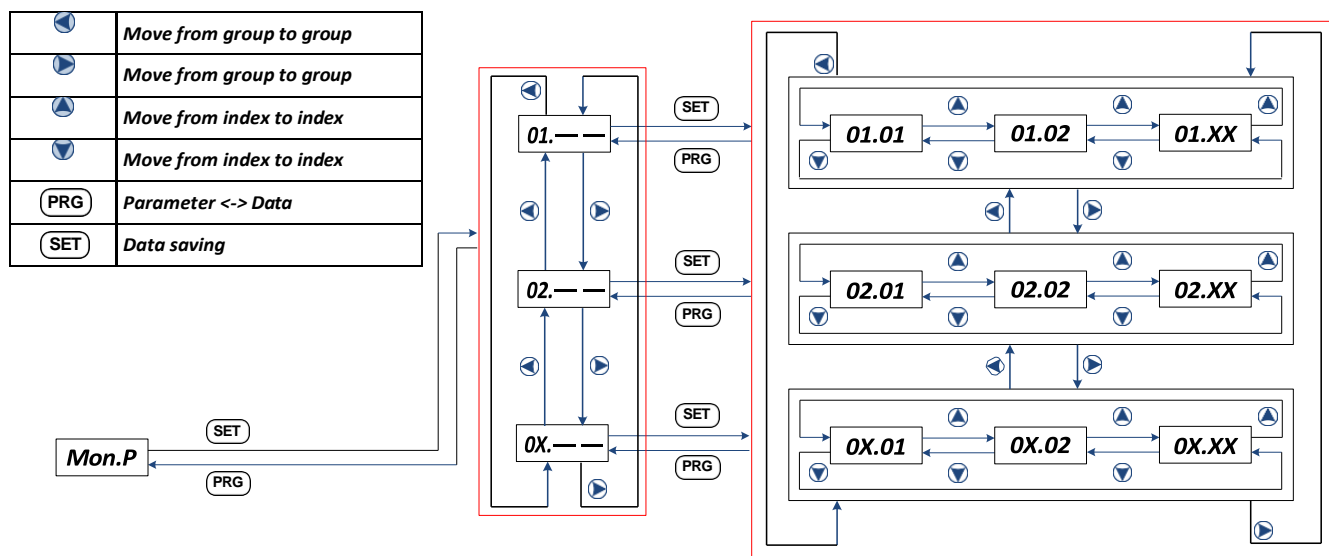 Move from group to group
Move from group to group
Move from index to index
Move from index to index
PRG Parameter <-> Data
SET Data saving
Mon.P
SET
PRG
01.— —
02.— —
0X.— —
SET
PRG
SET
PRG
SET
PRG
01.01 01.02 01.XX
02.01 02.02 02.XX
0X.01 0X.02 0X.XX